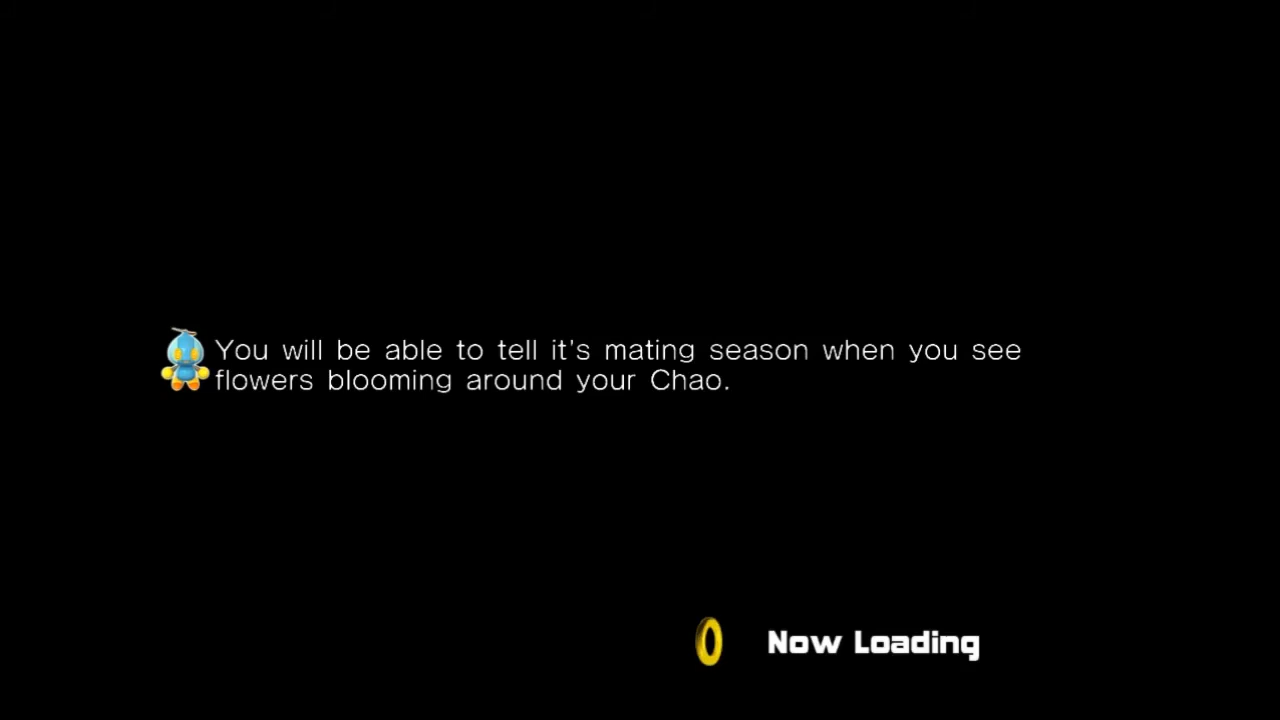 You will be able to tell it's mating season when you see
flowers blooming around your Chao.
Now Loading